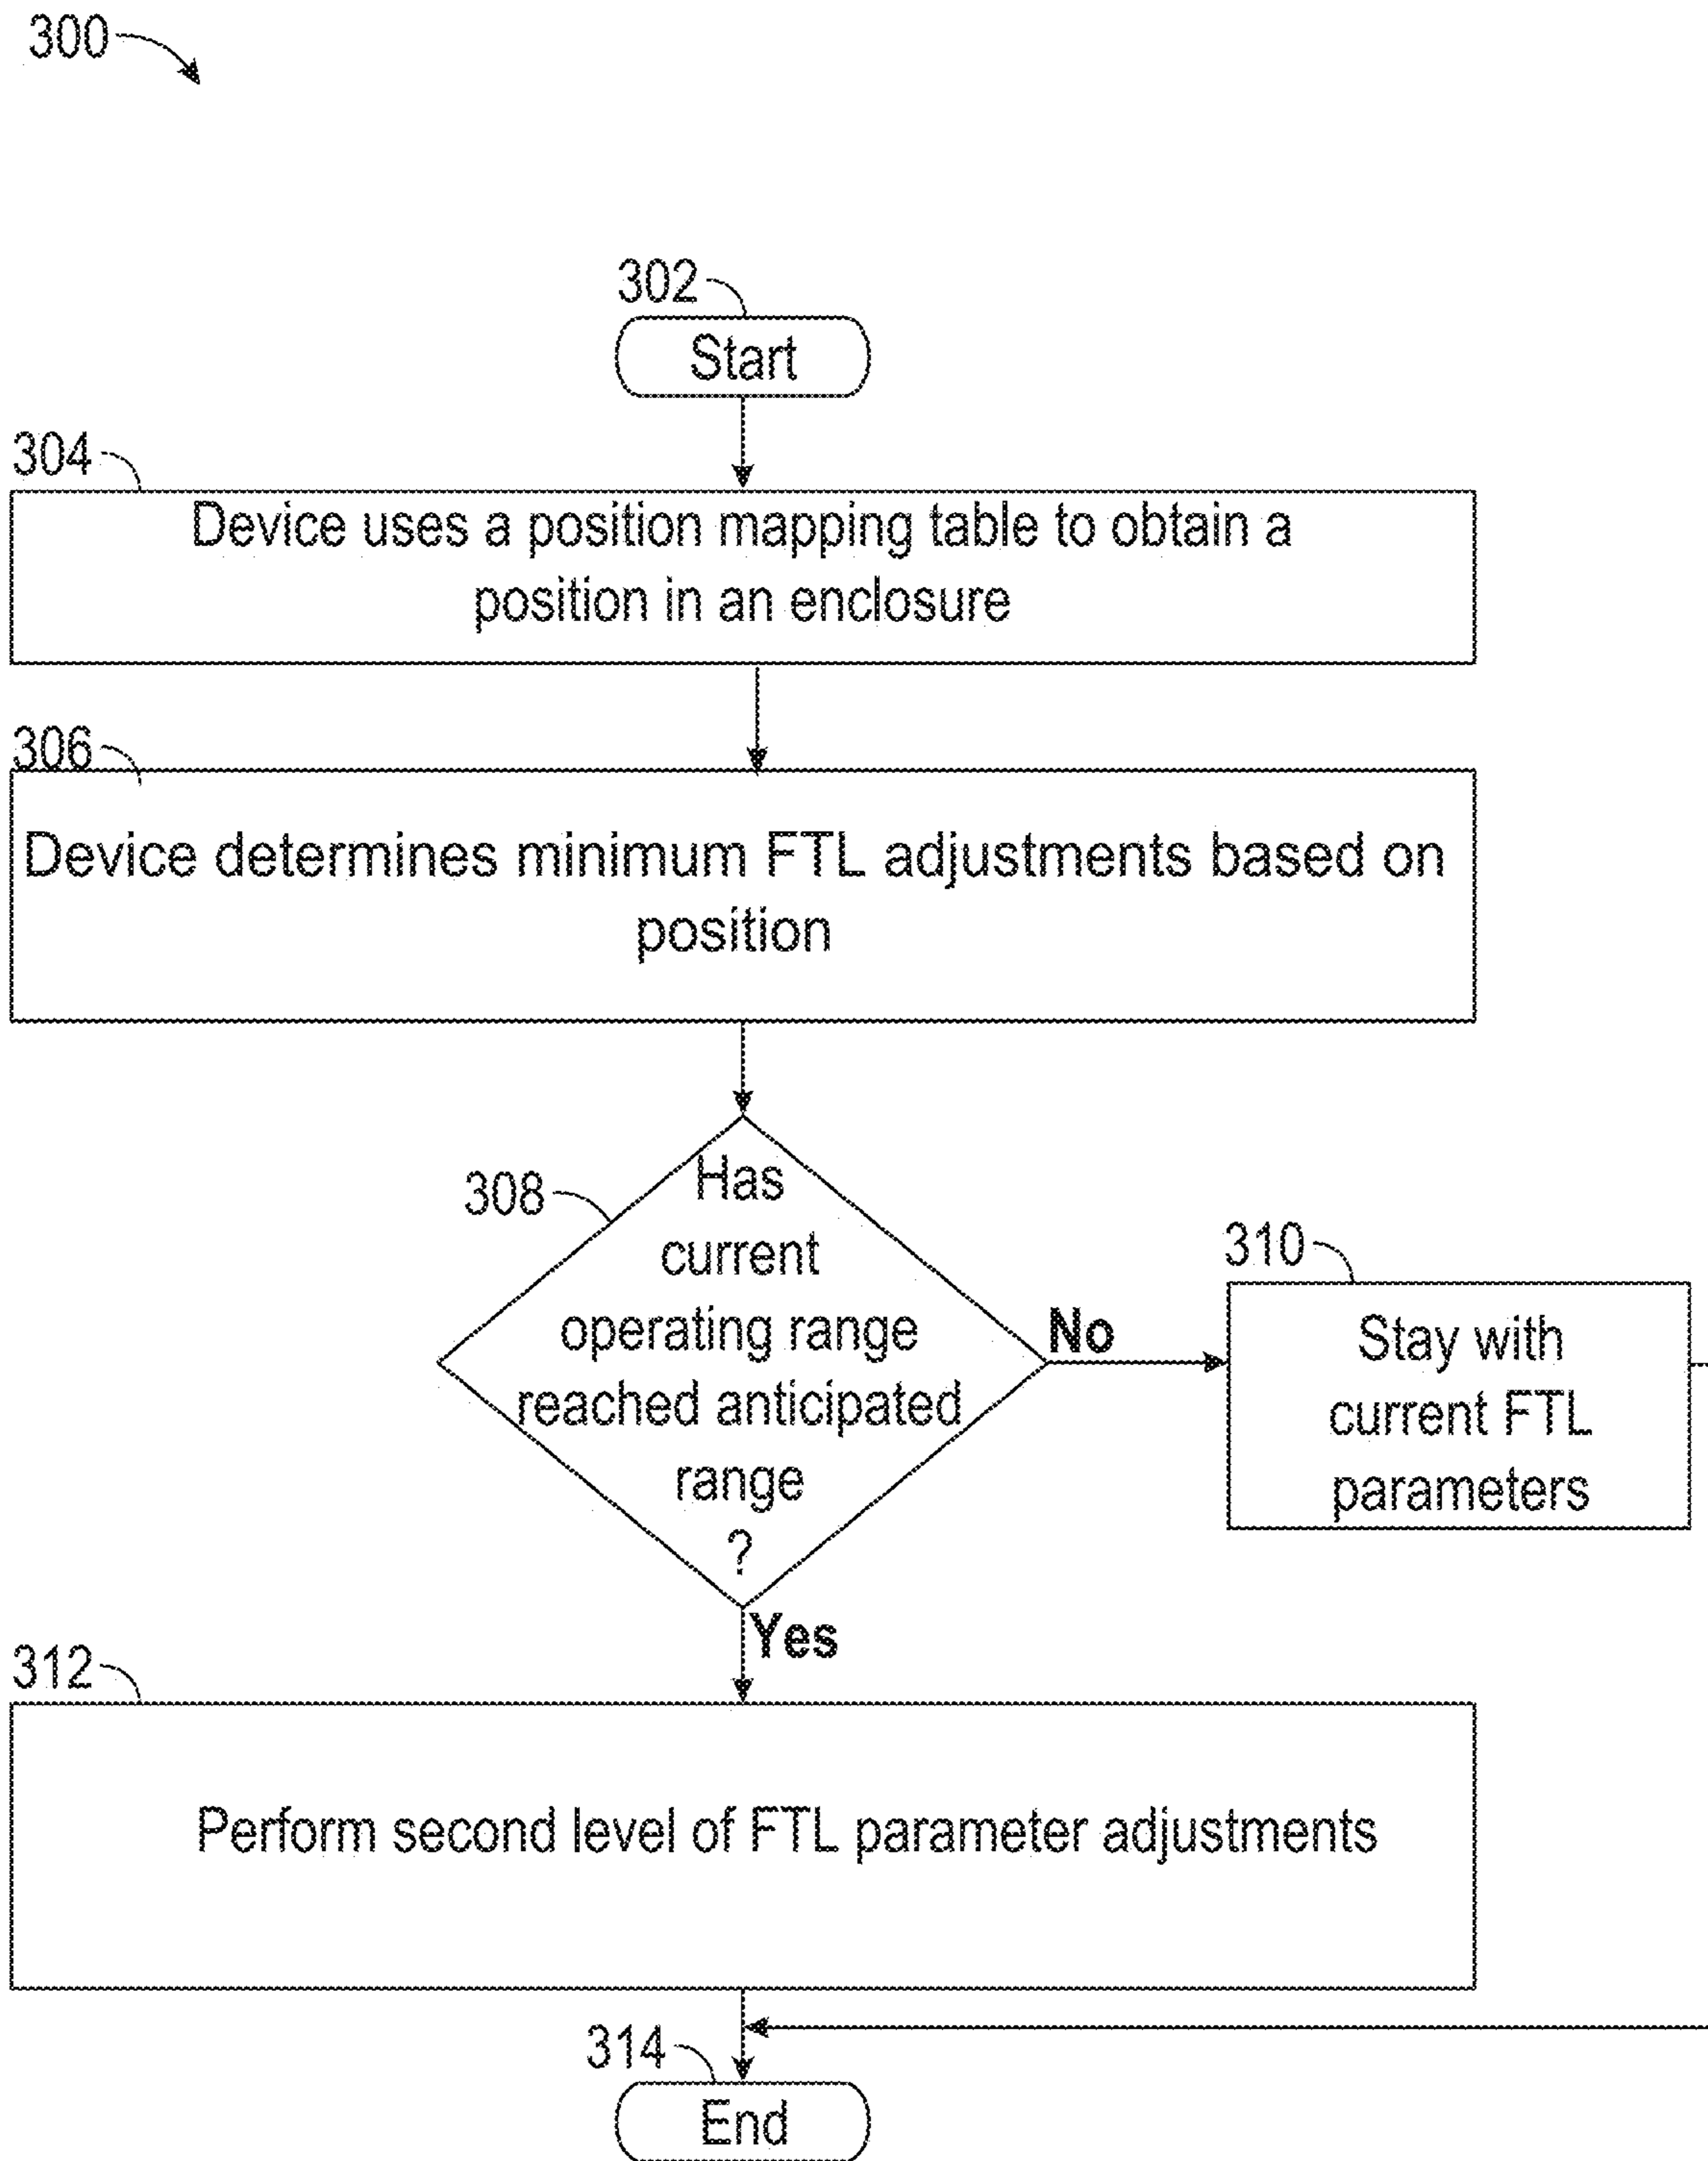 300
302
Start
304
Device uses a position mapping table to obtain a
position in an enclosure
306
Device determines minimum FTL adjustments based on
position
308
Has
current
operating range
reached anticipated
range
?
No
310
Stay with
current FTL
parameters
Yes
312
Perform second level of FTL parameter adjustments
314
End